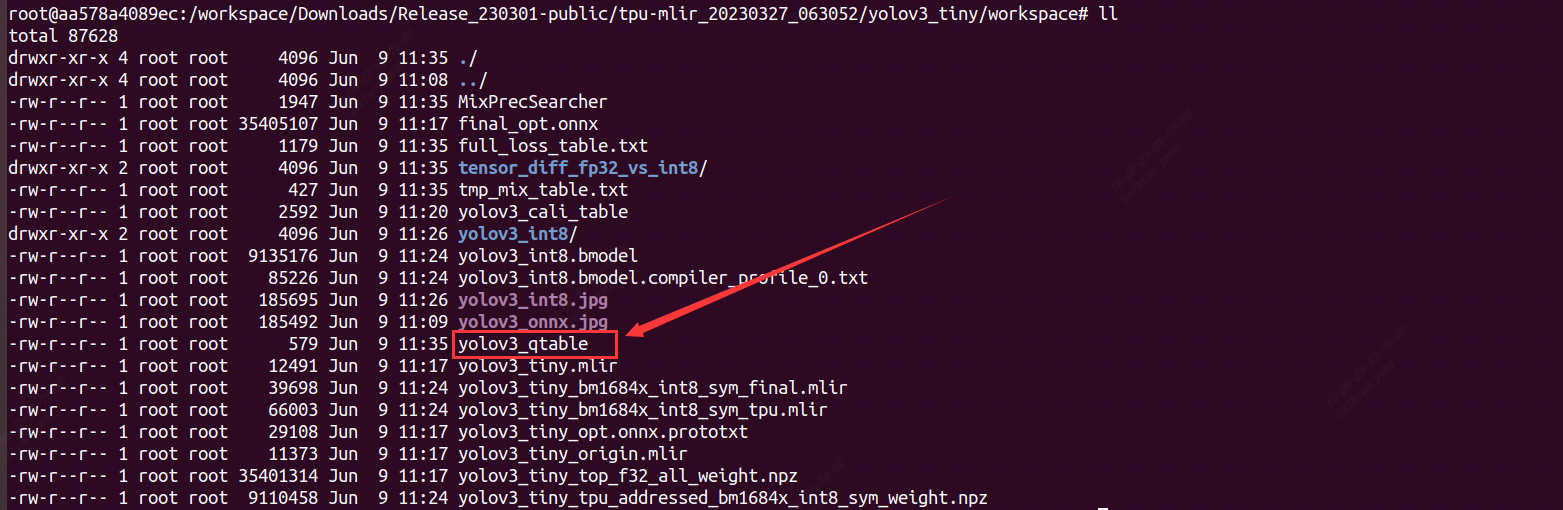 root@aa578a4089ec:/workspace/Downloads/Release_230301-public/tpu-mlir_20230327_063052/yolov3_tiny/workspace# ll
total 87628
drwxr-xr-x 4 root root     4096 Jun  9 11:35 ./
drwxr-xr-x 4 root root     4096 Jun  9 11:08 ../
-rw-r--r-- 1 root root     1947 Jun  9 11:35 MixPrecSearcher
-rw-r--r-- 1 root root 35405107 Jun  9 11:17 final_opt.onnx
-rw-r--r-- 1 root root     1179 Jun  9 11:35 full_loss_table.txt
drwxr-xr-x 2 root root     4096 Jun  9 11:35 tensor_diff_fp32_vs_int8/
-rw-r--r-- 1 root root      427 Jun  9 11:35 tmp_mix_table.txt
-rw-r--r-- 1 root root     2592 Jun  9 11:20 yolov3_cali_table
drwxr-xr-x 2 root root     4096 Jun  9 11:26 yolov3_int8/
-rw-r--r-- 1 root root  9135176 Jun  9 11:24 yolov3_int8.bmodel
-rw-r--r-- 1 root root    85226 Jun  9 11:24 yolov3_int8.bmodel.compiler_profile_0.txt
-rw-r--r-- 1 root root   185695 Jun  9 11:26 yolov3_int8.jpg
-rw-r--r-- 1 root root   185492 Jun  9 11:09 yolov3_onnx.jpg
-rw-r--r-- 1 root root      579 Jun  9 11:35 yolov3_qtable
-rw-r--r-- 1 root root    12491 Jun  9 11:17 yolov3_tiny.mlir
-rw-r--r-- 1 root root    39698 Jun  9 11:24 yolov3_tiny_bm1684x_int8_sym_final.mlir
-rw-r--r-- 1 root root    66003 Jun  9 11:24 yolov3_tiny_bm1684x_int8_sym_tpu.mlir
-rw-r--r-- 1 root root    29108 Jun  9 11:17 yolov3_tiny_opt.onnx.prototxt
-rw-r--r-- 1 root root    11373 Jun  9 11:17 yolov3_tiny_origin.mlir
-rw-r--r-- 1 root root 35401314 Jun  9 11:17 yolov3_tiny_top_f32_all_weight.npz
-rw-r--r-- 1 root root  9110458 Jun  9 11:24 yolov3_tiny_tpu_addressed_bm1684x_int8_sym_weight.npz